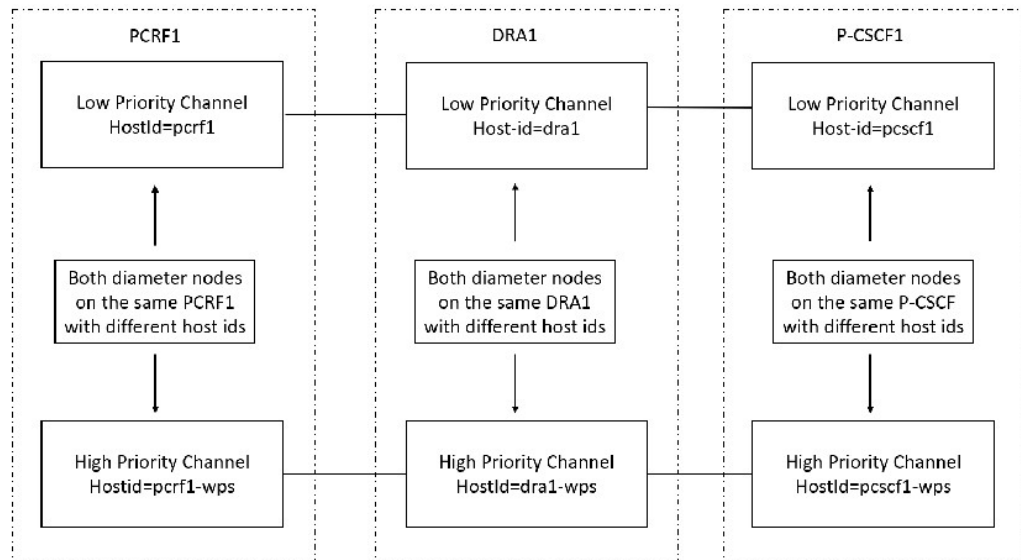 PCRF1
Low Priority Channel
HostId=pcrf1
Both diameter nodes
on the same PCRF1
with different host ids
High Priority Channel
Hostid=pcrf1-wps
DRA1
Low Priority Channel
Host-id=dra1
Both diameter nodes
on the same DRA1
with different host ids
High Priority Channel
HostId=dra1-wps
P-CSCF1
Low Priority Channel
Host-id=pcscf1
Both diameter nodes
on the same P-CSCF
with different host ids
High Priority Channel
HostId=pcscf1-wps